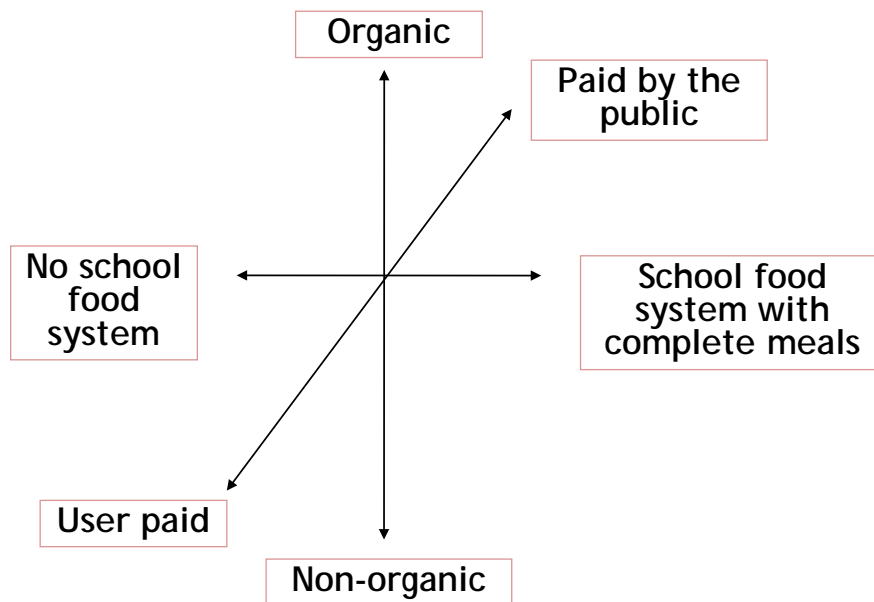 Organic
Paid by the
public
No school
food
system
School food
system with
complete meals
User paid
Non-organic